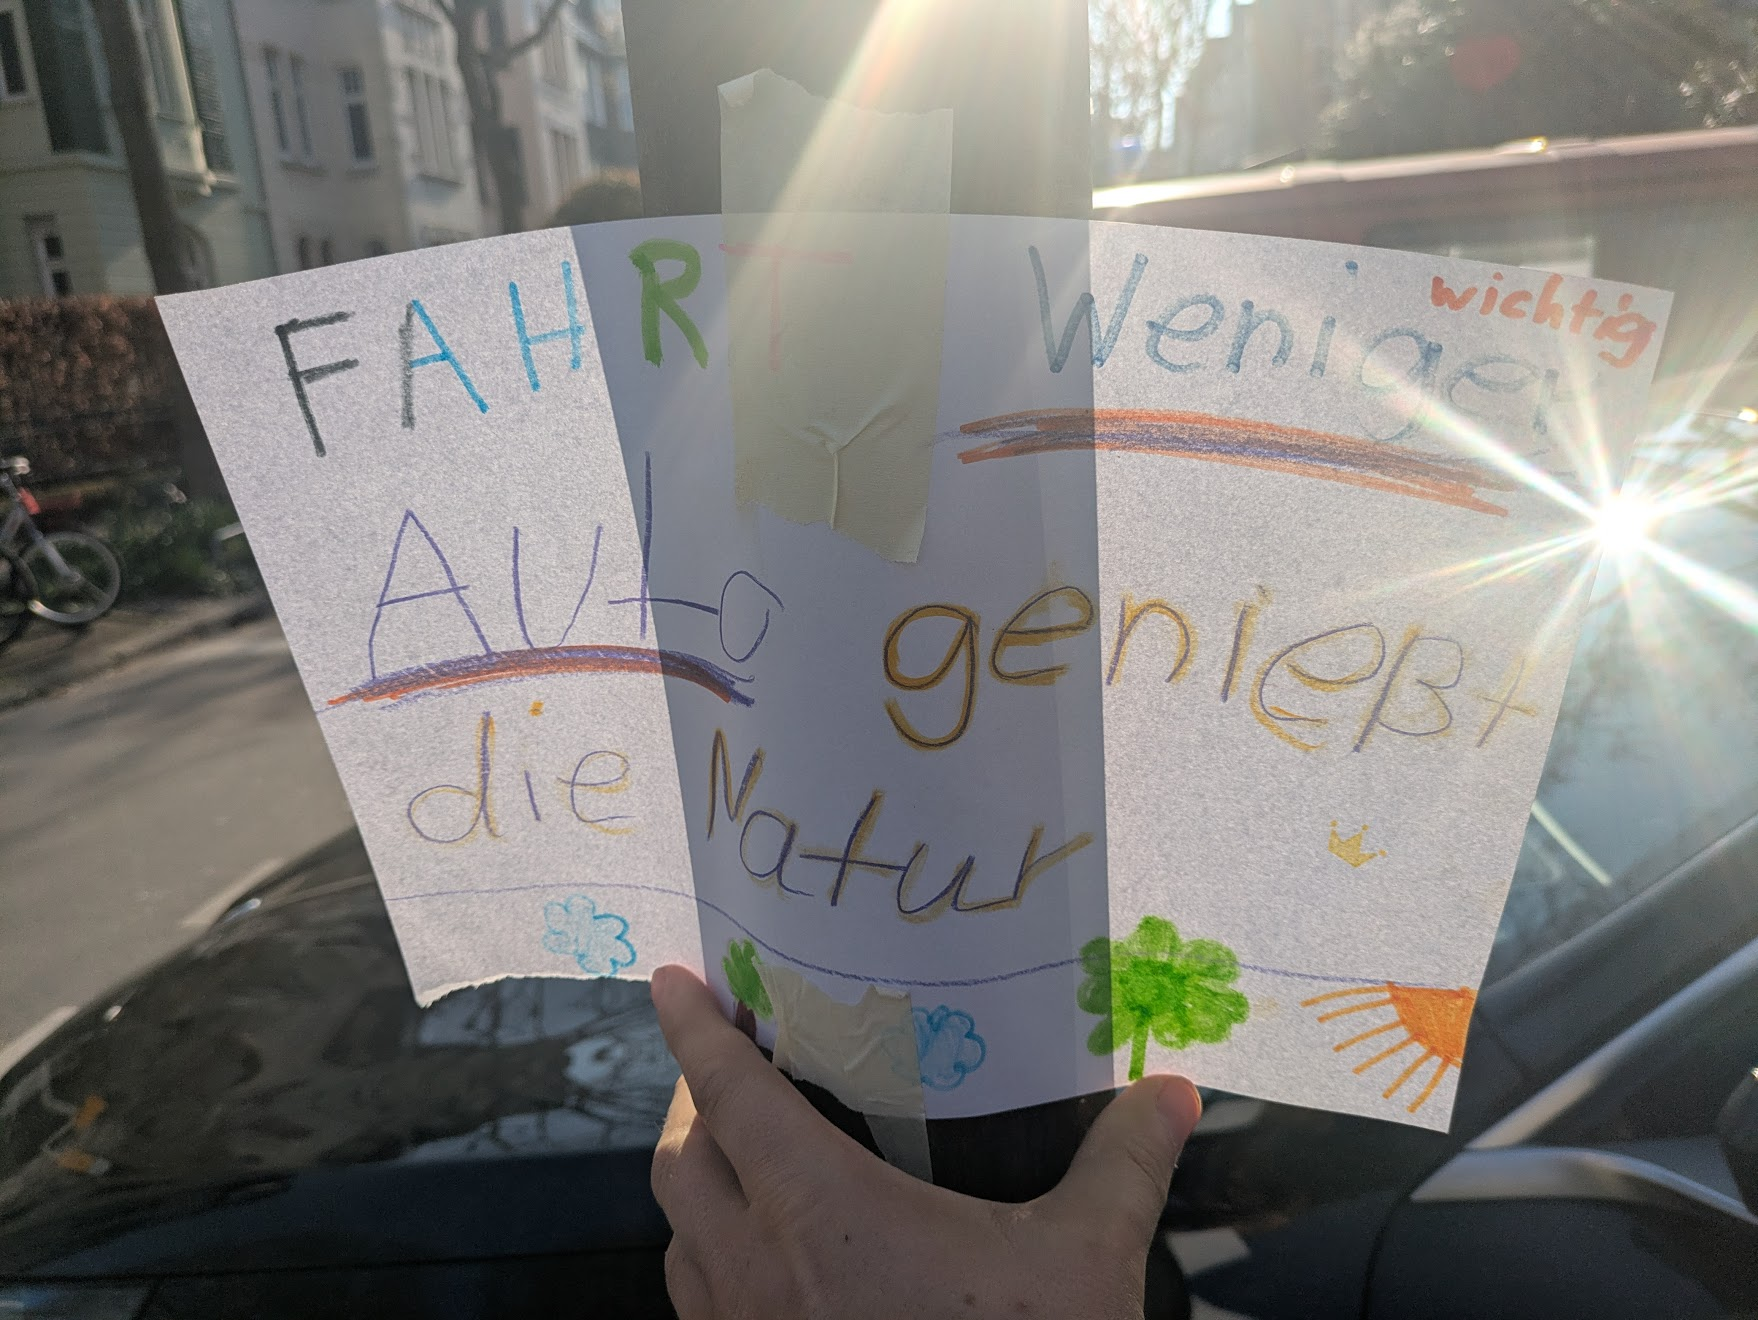 FAHRT Weniger
wichtig
Auto genießt
die Natur